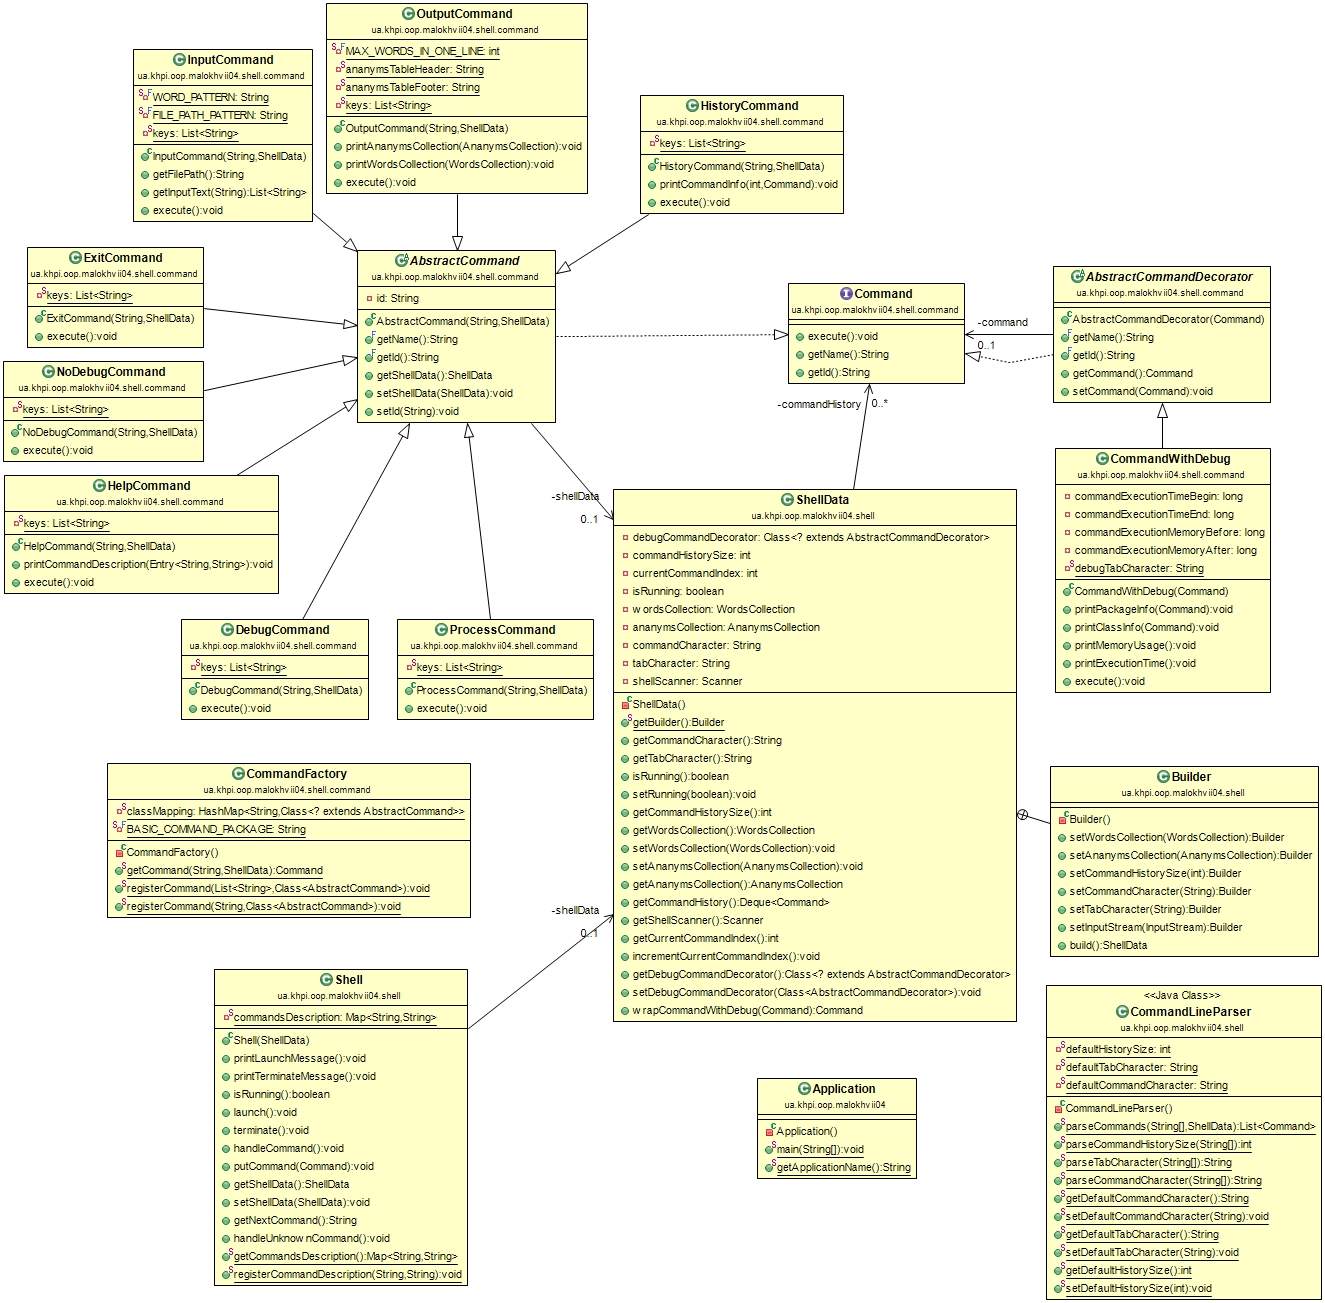 OutputCommand
ua.khpi.oop.malokhvii04.shell.command
MAX_WORDS_IN_ONE_LINE: int
ananymsTableHeader: String
ananymsTableFooter: String
keys: List<String>
OutputCommand(String,ShellData)
printAnanymsCollection(AnanymsCollection):void
printWordsCollection(WordsCollection):void
execute():void
InputCommand
ua.khpi.oop.malokhvii04.shell.command
WORD_PATTERN: String
FILE_PATH_PATTERN: String
keys: List<String>
InputCommand(String,ShellData)
getFilePath():String
getInputText(String):List<String>
execute():void
HistoryCommand
ua.khpi.oop.malokhvii04.shell.command
keys: List<String>
HistoryCommand(String,ShellData)
printCommandInfo(int,Command):void
execute():void
ExitCommand
ua.khpi.oop.malokhvii04.shell.command
keys: List<String>
ExitCommand(String,ShellData)
execute():void
AbstractCommand
ua.khpi.oop.malokhvii04.shell.command
id: String
AbstractCommand(String,ShellData)
getName():String
getId():String
getShellData():ShellData
setShellData(ShellData):void
setId(String):void
Command
ua.khpi.oop.malokhvii04.shell.command
execute():void
getName():String
getId():String
-command
0..1
AbstractCommandDecorator
ua.khpi.oop.malokhvii04.shell.command
AbstractCommandDecorator(Command)
getName():String
getId():String
getCommand():Command
setCommand(Command):void
NoDebugCommand
ua.khpi.oop.malokhvii04.shell.command
keys: List<String>
NoDebugCommand(String,ShellData)
execute():void
-commandHistory
0..*
HelpCommand
ua.khpi.oop.malokhvii04.shell.command
keys: List<String>
HelpCommand(String,ShellData)
printCommandDescription(Entry<String,String>):void
execute():void
CommandWithDebug
ua.khpi.oop.malokhvii04.shell.command
commandExecutionTimeBegin: long
commandExecutionTimeEnd: long
commandExecutionMemoryBefore: long
commandExecutionMemoryAfter: long
debugTabCharacter: String
CommandWithDebug(Command)
printPackageInfo(Command):void
printClassInfo(Command):void
printMemoryUsage():void
printExecutionTime():void
execute():void
-shellData
0..1
ShellData
ua.khpi.oop.malokhvii04.shell
debugCommandDecorator: Class<? extends AbstractCommandDecorator>
commandHistorySize: int
currentCommandIndex: int
isRunning: boolean
wordsCollection: WordsCollection
ananymsCollection: AnanymsCollection
commandCharacter: String
tabCharacter: String
shellScanner: Scanner
ShellData()
getBuilder():Builder
getCommandCharacter():String
getTabCharacter():String
isRunning():boolean
setRunning(boolean):void
getCommandHistorySize():int
getWordsCollection():WordsCollection
setWordsCollection(WordsCollection):void
setAnanymsCollection(AnanymsCollection):void
getAnanymsCollection():AnanymsCollection
getCommandHistory():Deque<Command>
getShellScanner():Scanner
getCurrentCommandIndex():int
incrementCurrentCommandIndex():void
getDebugCommandDecorator():Class<? extends AbstractCommandDecorator>
setDebugCommandDecorator(Class<AbstractCommandDecorator>):void
wrapCommandWithDebug(Command):Command
DebugCommand
ua.khpi.oop.malokhvii04.shell.command
keys: List<String>
DebugCommand(String,ShellData)
execute():void
ProcessCommand
ua.khpi.oop.malokhvii04.shell.command
keys: List<String>
ProcessCommand(String,ShellData)
execute():void
CommandFactory
ua.khpi.oop.malokhvii04.shell.command
classMapping: HashMap<String,Class<? extends AbstractCommand>>
BASIC_COMMAND_PACKAGE: String
CommandFactory()
getCommand(String,ShellData):Command
registerCommand(List<String>,Class<AbstractCommand>):void
registerCommand(String,Class<AbstractCommand>):void
Builder
ua.khpi.oop.malokhvii04.shell
Builder()
setWordsCollection(WordsCollection):Builder
setAnanymsCollection(AnanymsCollection):Builder
setCommandHistorySize(int):Builder
setCommandCharacter(String):Builder
setTabCharacter(String):Builder
setInputStream(InputStream):Builder
build():ShellData
-shellData
0..1
Shell
ua.khpi.oop.malokhvii04.shell
commandsDescription: Map<String,String>
Shell(ShellData)
printLaunchMessage():void
printTerminateMessage():void
isRunning():boolean
launch():void
terminate():void
handleCommand():void
putCommand(Command):void
getShellData():ShellData
setShellData(ShellData):void
getNextCommand():String
handleUnknownCommand():void
getCommandsDescription():Map<String,String>
registerCommandDescription(String,String):void
Application
ua.khpi.oop.malokhvii04
Application()
main(String[]):void
getApplicationName():String
<<Java Class>>
CommandLineParser
ua.khpi.oop.malokhvii04.shell
defaultHistorySize: int
defaultTabCharacter: String
defaultCommandCharacter: String
CommandLineParser()
parseCommands(String[],ShellData):List<Command>
parseCommandHistorySize(String[]):int
parseTabCharacter(String[]):String
parseCommandCharacter(String[]):String
getDefaultCommandCharacter():String
setDefaultCommandCharacter(String):void
getDefaultTabCharacter():String
setDefaultTabCharacter(String):void
getDefaultHistorySize():int
setDefaultHistorySize(int):void